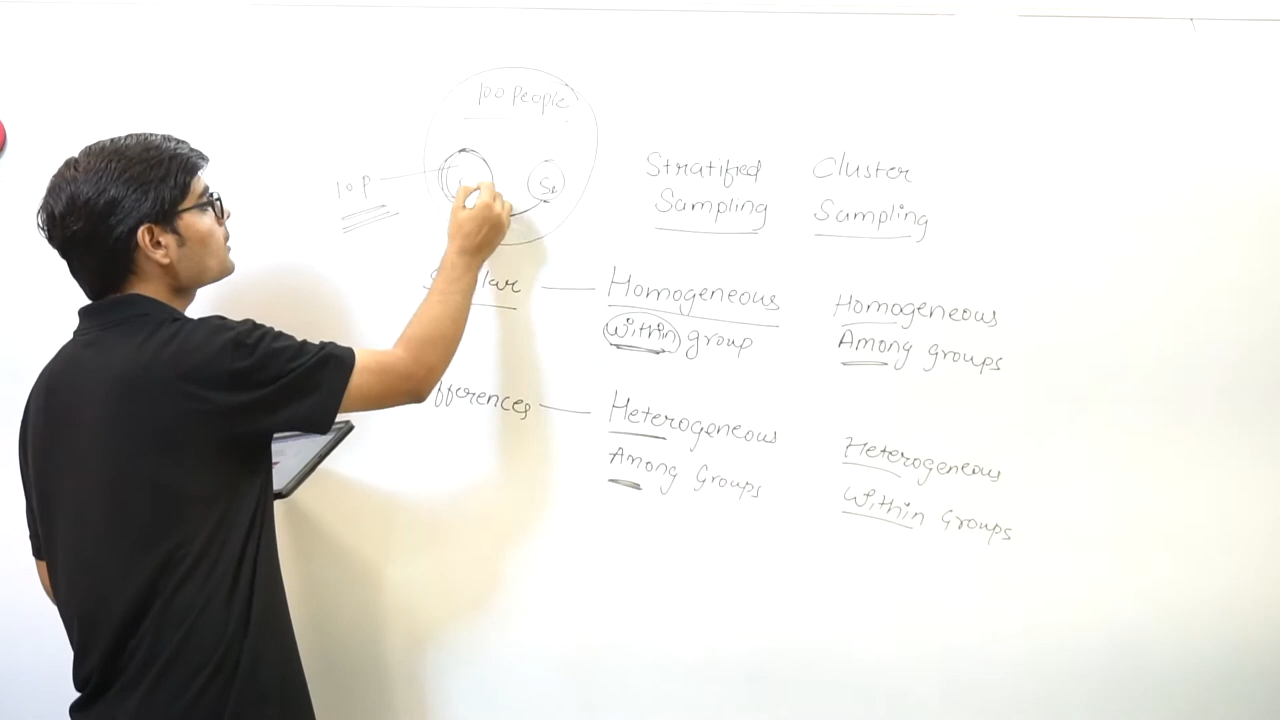 100 People
10 P
S2
Stratified
Sampling
Cluster
Sampling
Homogeneous
Within group
Homogeneous
Among groups
Heterogeneous
Among Groups
Heterogeneous
Within Groups